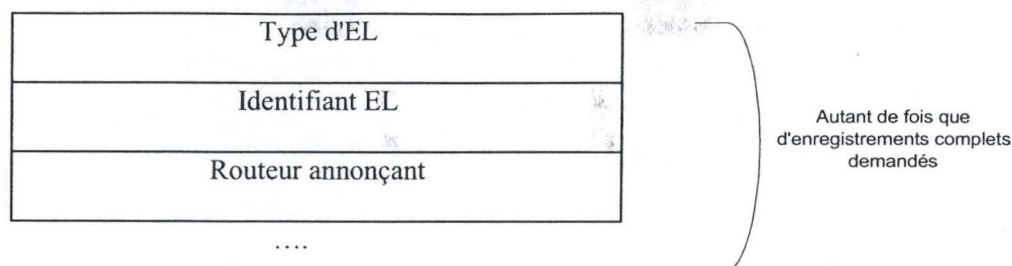 Type d'EL
Identifiant EL
Routeur annonçant
....
Autant de fois que
d'enregistrements complets
demandés